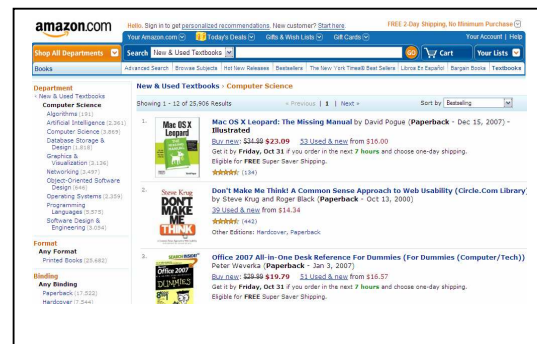 amazon.com
Hello. Sign in to get personalized recommendations. New customer? Start here.
FREE 2-Day Shipping, No Minimum Purchase
Your Amazon.com
Today's Deals
Gifts & Wish Lists
Gift Cards
Your Account | Help
Shop All Departments
Search New & Used Textbooks
GO
Cart
Your Lists
Books
Advanced Search
Browse Subjects
Hot New Releases
Bestsellers
The New York Times® Best Sellers
Libros En Español
Bargain Books
Textbooks
Department
‹ New & Used Textbooks
Computer Science
Algorithms (191)
Artificial Intelligence (2,361)
Computer Science (3,869)
Database Storage &
Design (1,818)
Graphics &
Visualization (3,136)
Networking (3,497)
Object-Oriented Software
Design (646)
Operating Systems (2,359)
Programming
Languages (5,575)
Software Design &
Engineering (3,094)
Format
Any Format
Printed Books (25,682)
Binding
Any Binding
Paperback (17,522)
Hardcover (7,544)
New & Used Textbooks › Computer Science
Showing 1 - 12 of 25,906 Results
« Previous | 1 | Next »
Sort by Bestselling
1.
Mac OS X
Leopard
Mac OS X Leopard: The Missing Manual by David Pogue (Paperback - Dec 15, 2007) -
Illustrated
Buy new: $34.99 $23.09 53 Used & new from $16.00
Get it by Friday, Oct 31 if you order in the next 7 hours and choose one-day shipping.
Eligible for FREE Super Saver Shipping.
(134)
2.
Steve Krug
DON'T
MAKE
ME
THINK
Don't Make Me Think! A Common Sense Approach to Web Usability (Circle.Com Library)
by Steve Krug and Roger Black (Paperback - Oct 13, 2000)
39 Used & new from $14.34
(442)
Other Editions: Hardcover, Paperback
3.
SEARCH INSIDE!
Office 2007
DUMMIES
Office 2007 All-in-One Desk Reference For Dummies (For Dummies (Computer/Tech))
Peter Weverka (Paperback - Jan 3, 2007)
Buy new: $29.99 $19.79 51 Used & new from $16.57
Get it by Friday, Oct 31 if you order in the next 7 hours and choose one-day shipping.
Eligible for FREE Super Saver Shipping.